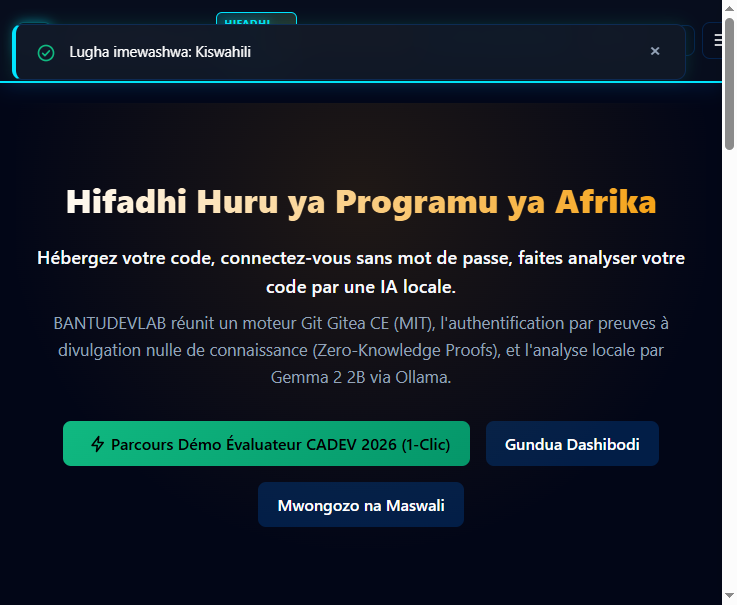 HIFADHI
Lugha imewashwa: Kiswahili
Hifadhi Huru ya Programu ya Afrika
Hébergez votre code, connectez-vous sans mot de passe, faites analyser votre
code par une IA locale.
BANTUDEVLAB réunit un moteur Git Gitea CE (MIT), l'authentification par preuves à
divulgation nulle de connaissance (Zero-Knowledge Proofs), et l'analyse locale par
Gemma 2 2B via Ollama.
Parcours Démo Évaluateur CADEV 2026 (1-Clic)
Gundua Dashibodi
Mwongozo na Maswali